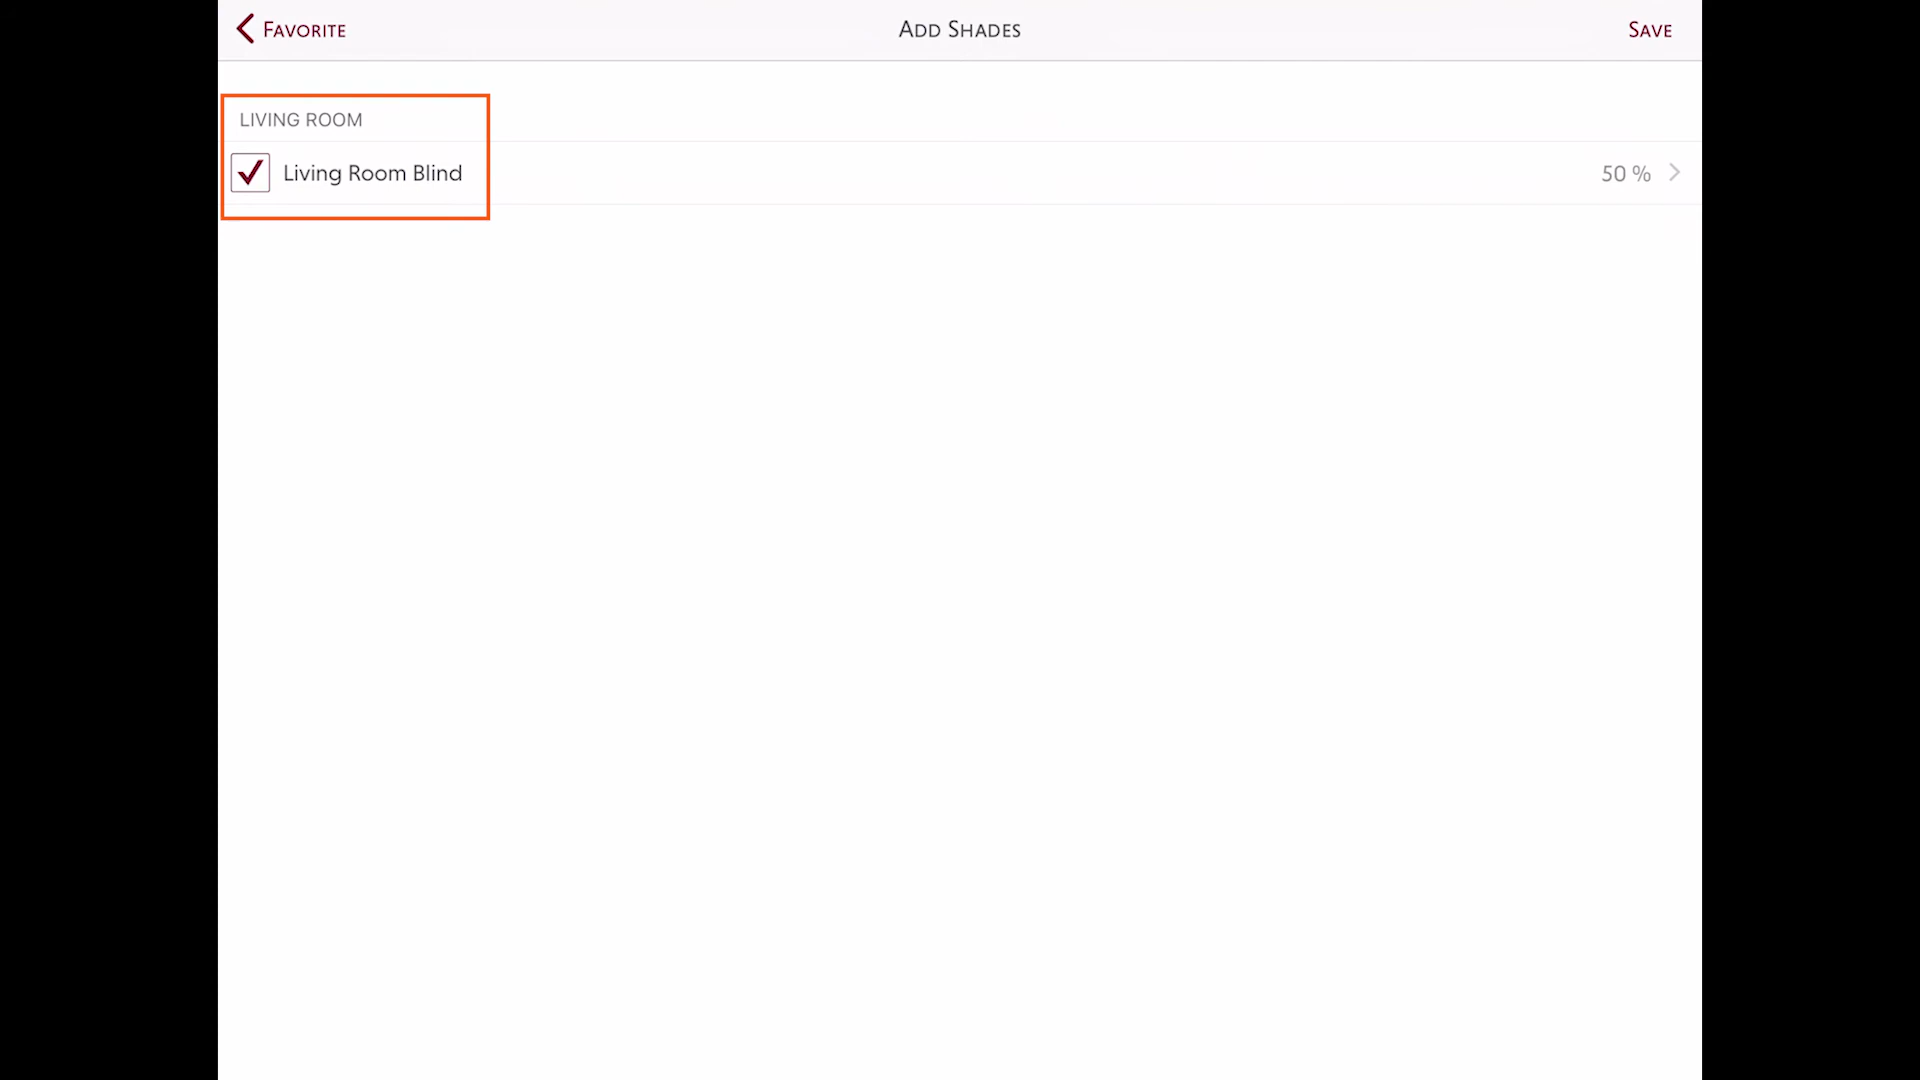 FAVORITE
ADD SHADES
SAVE
LIVING ROOM
Living Room Blind
50 %